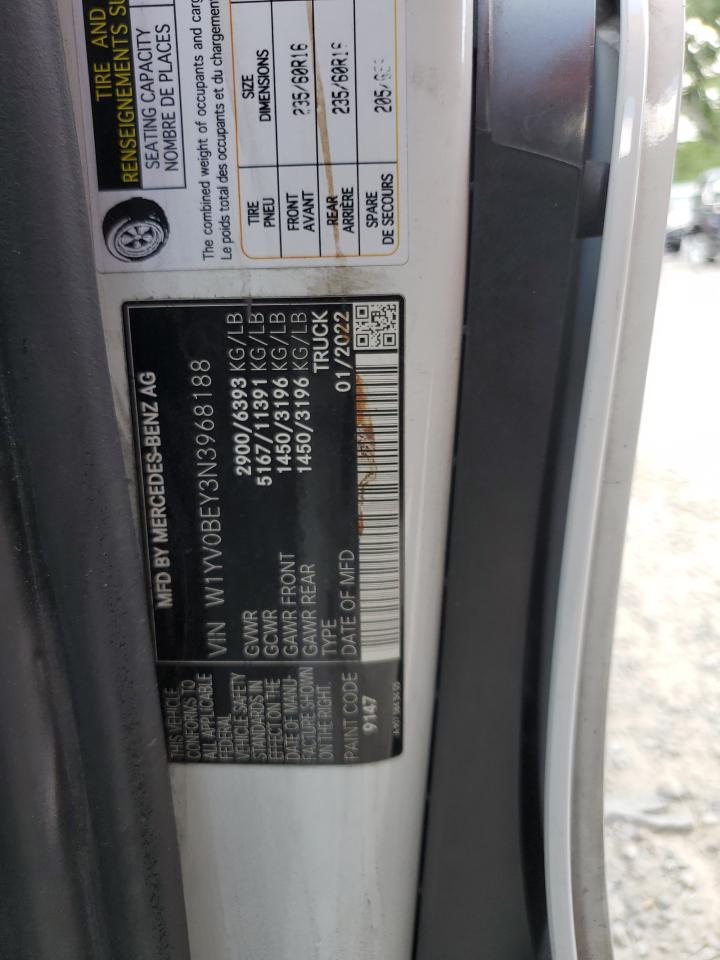 TIRE AND
RENSEIGNEMENTS SU
SEATING CAPACITY
NOMBRE DE PLACES
The combined weight of occupants and carg
Le poids total des occupants et du chargement
TIRE SIZE
PNEU DIMENSIONS
FRONT 235/60R16
AVANT
REAR 235/60R16
ARRIÈRE
SPARE 205/
DE SECOURS
MFD BY MERCEDES-BENZ AG
VIN W1YV0BEY3N3968188
GVWR 2900/6393 KG/LB
GCWR 5167/11391 KG/LB
GAWR FRONT 1450/3196 KG/LB
GAWR REAR 1450/3196 KG/LB
TYPE TRUCK
DATE OF MFD 01/2022
THIS VEHICLE
CONFORMS TO
ALL APPLICABLE
FEDERAL
VEHICLE SAFETY
STANDARDS IN
EFFECT ON THE
DATE OF MANU-
FACTURE SHOWN
ON THE RIGHT.
PAINT CODE
9147